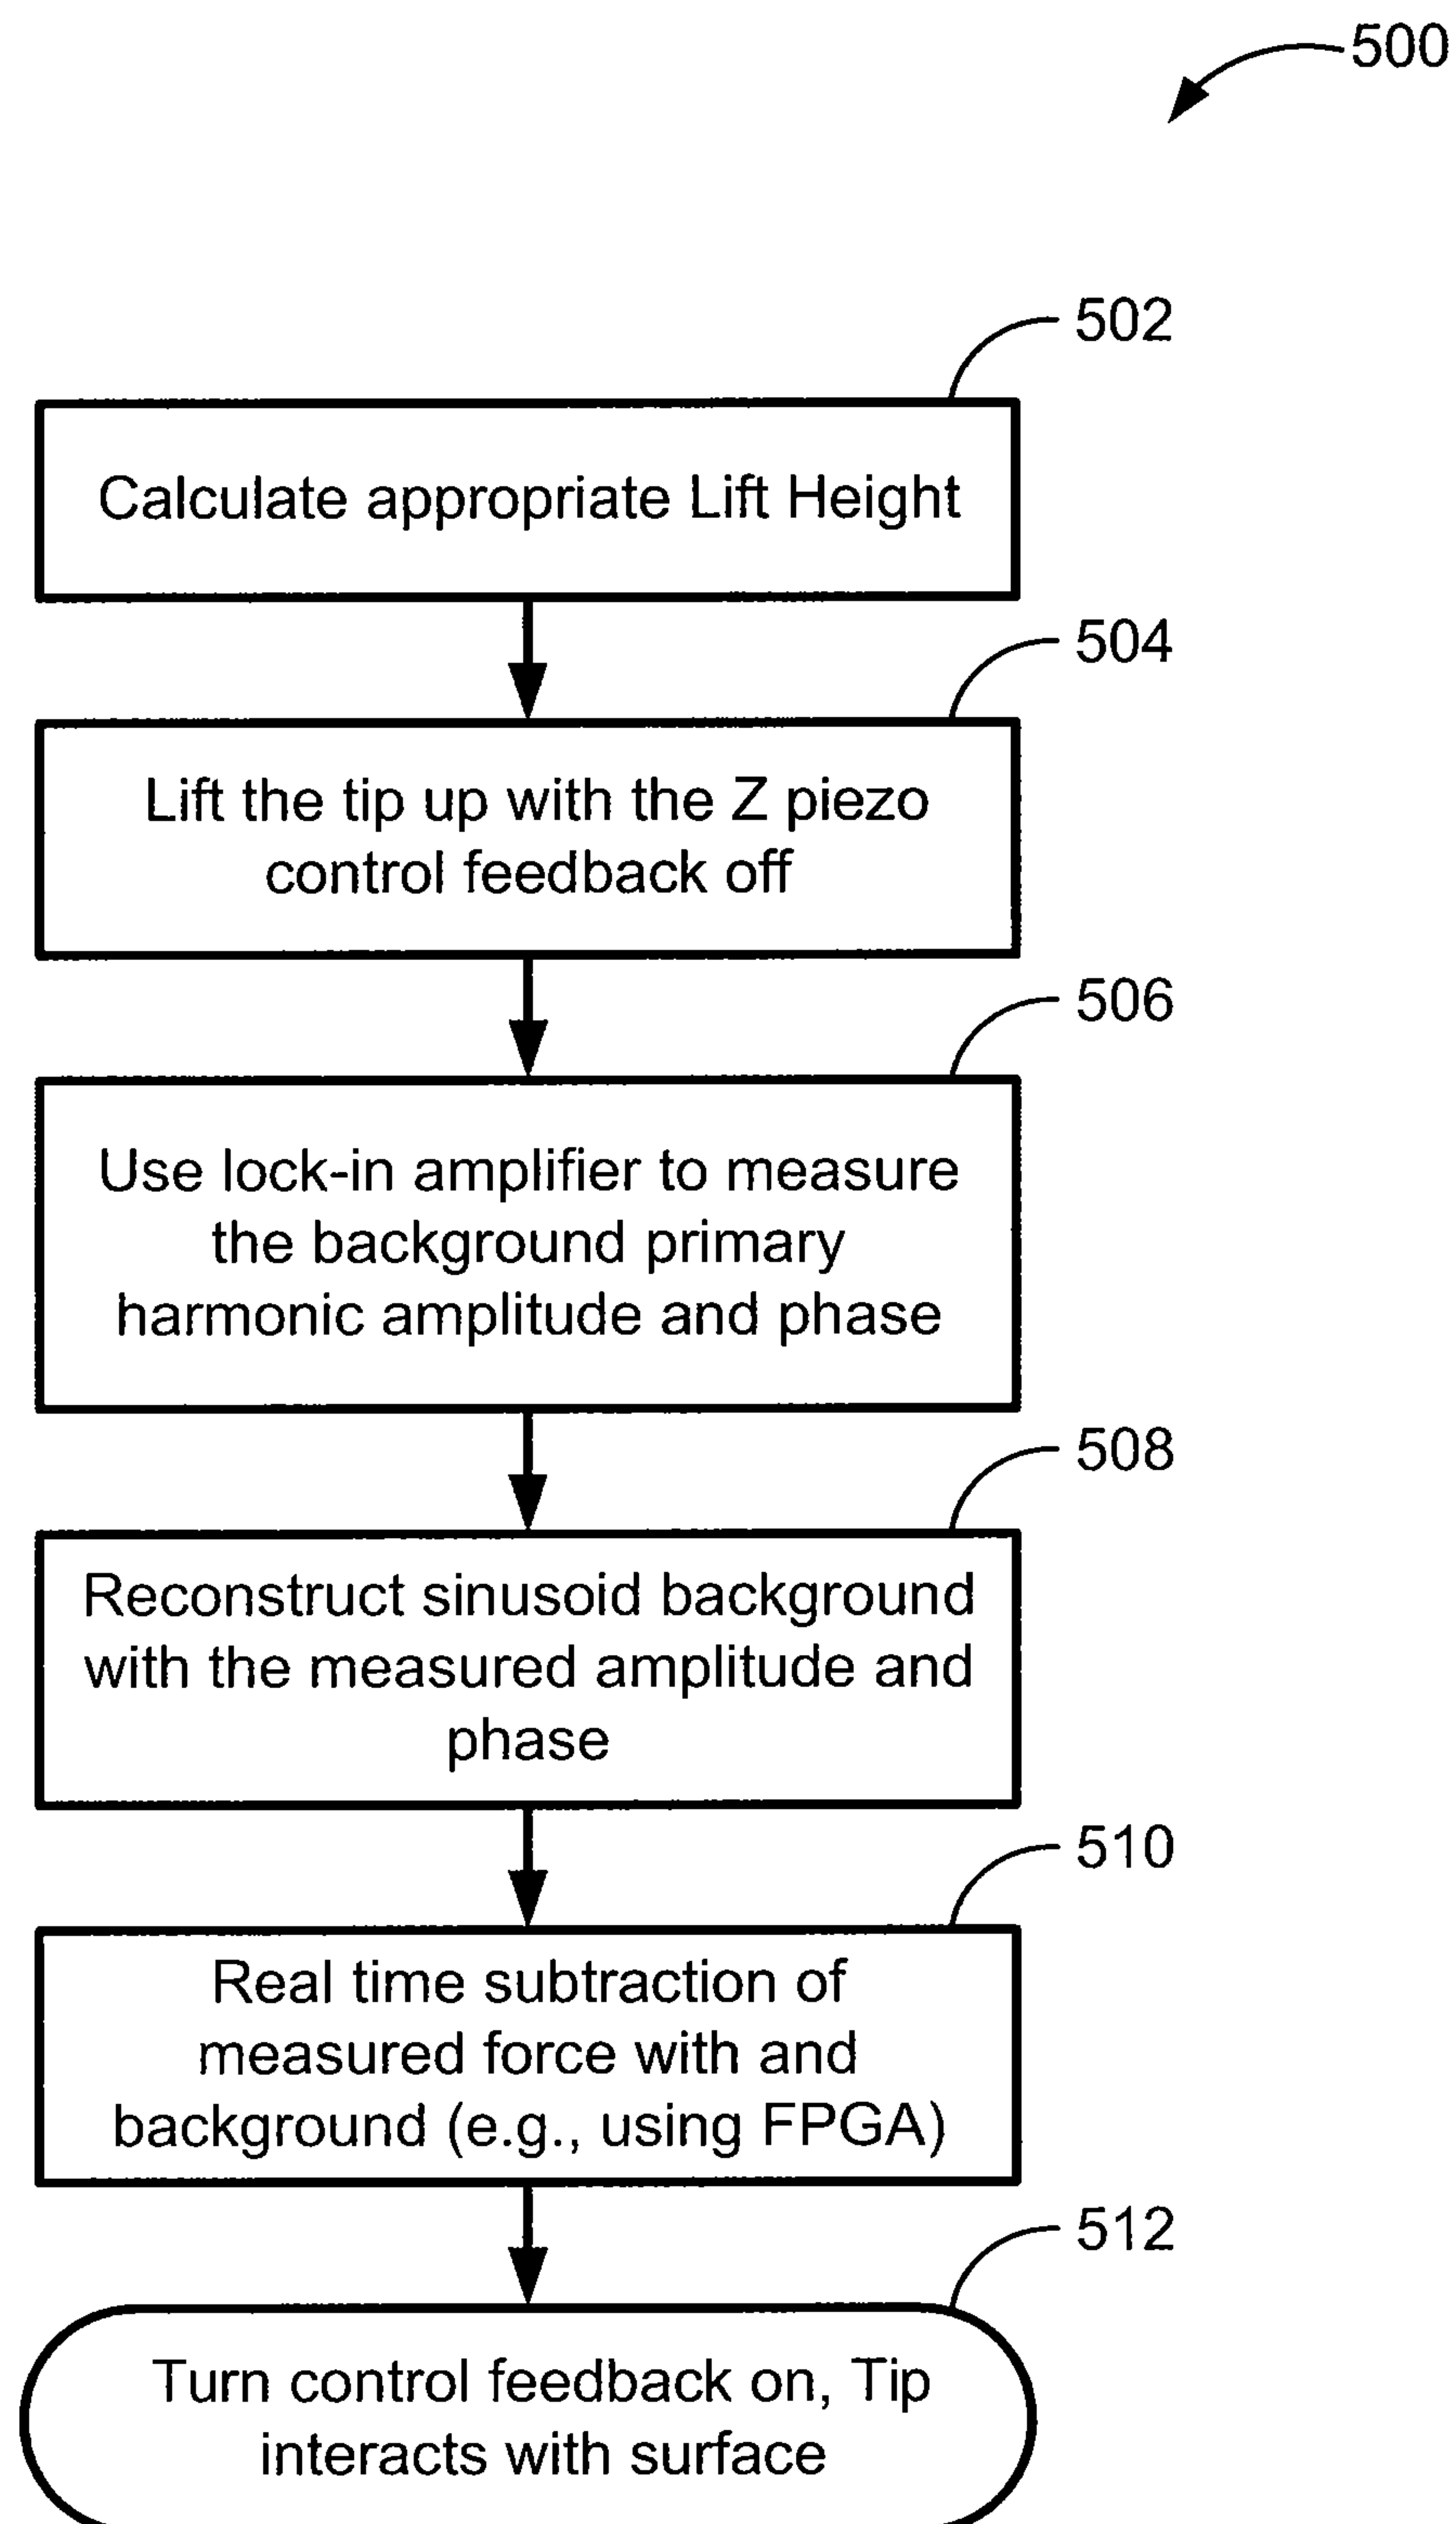 500
502
Calculate appropriate Lift Height
504
Lift the tip up with the Z piezo
control feedback off
506
Use lock-in amplifier to measure
the background primary
harmonic amplitude and phase
508
Reconstruct sinusoid background
with the measured amplitude and
phase
510
Real time subtraction of
measured force with and
background (e.g., using FPGA)
512
Turn control feedback on, Tip
interacts with surface